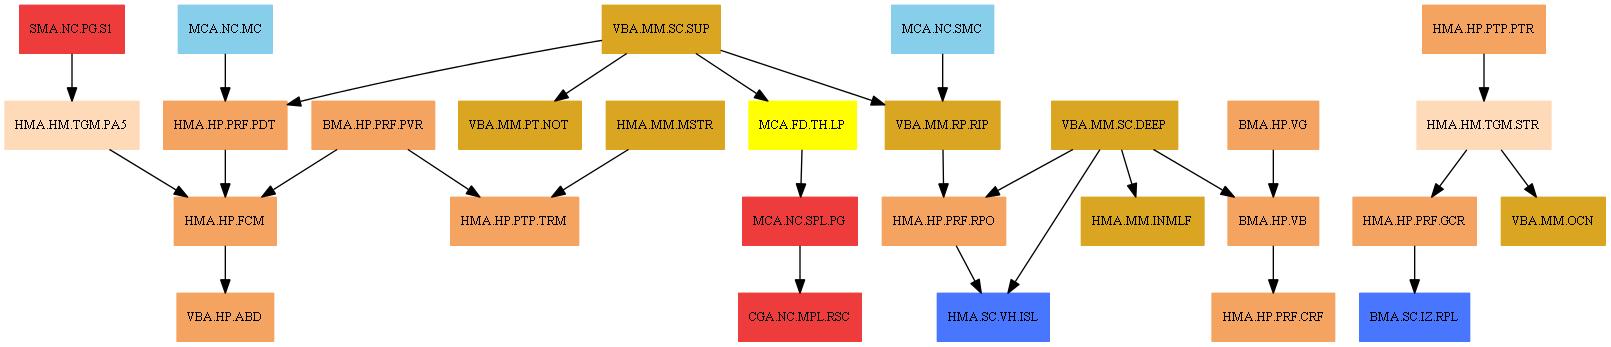 SMA.NC.PG.S1
MCA.NC.MC
VBA.MM.SC.SUP
MCA.NC.SMC
HMA.HP.PTP.PTR
HMA.HM.TGM.PA5
HMA.HP.PRF.PDT
BMA.HP.PRF.PVR
VBA.MM.PT.NOT
HMA.MM.MSTR
MCA.FD.TH.LP
VBA.MM.RP.RIP
VBA.MM.SC.DEEP
BMA.HP.VG
HMA.HM.TGM.STR
HMA.HP.FCM
HMA.HP.PTP.TRM
MCA.NC.SPL.PG
HMA.HP.PRF.RPO
HMA.MM.INMLF
BMA.HP.VB
HMA.HP.PRF.GCR
VBA.MM.OCN
VBA.HP.ABD
CGA.NC.MPL.RSC
HMA.SC.VH.ISL
HMA.HP.PRF.CRF
BMA.SC.IZ.RPL